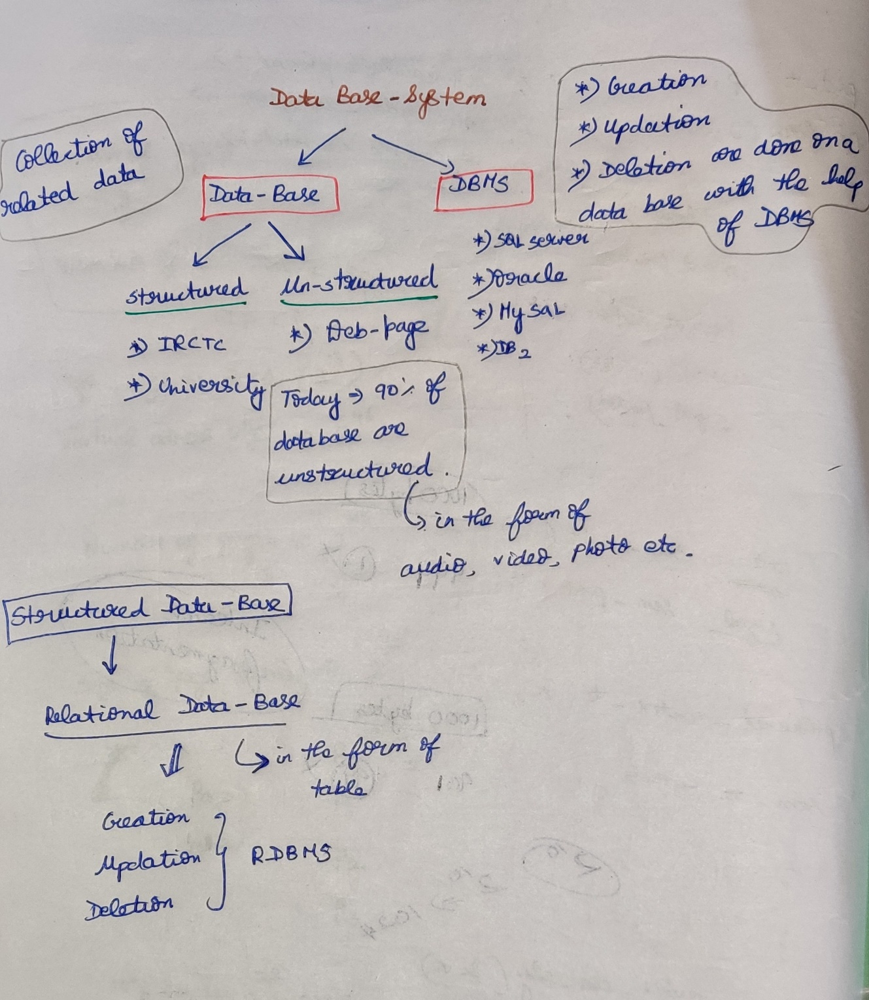 Data Base-System
Collection of
related data
Data-Base
DBMS
*) Creation
*) Updation
*) Deletion are done on a
data base with the help
of DBMS
Structured
Un-structured
*) IRCTC
*) University
*) Web-page
*) SQL server
*) Oracle
*) My SQL
*) DB2
Today ⇒ 90% of
database are
unstructured.
↳ in the form of
audio, video, photo etc.
Structured Data-Base
Relational Data-Base
↳ in the form of
table
Creation
Updation
Deletion
RDBMS